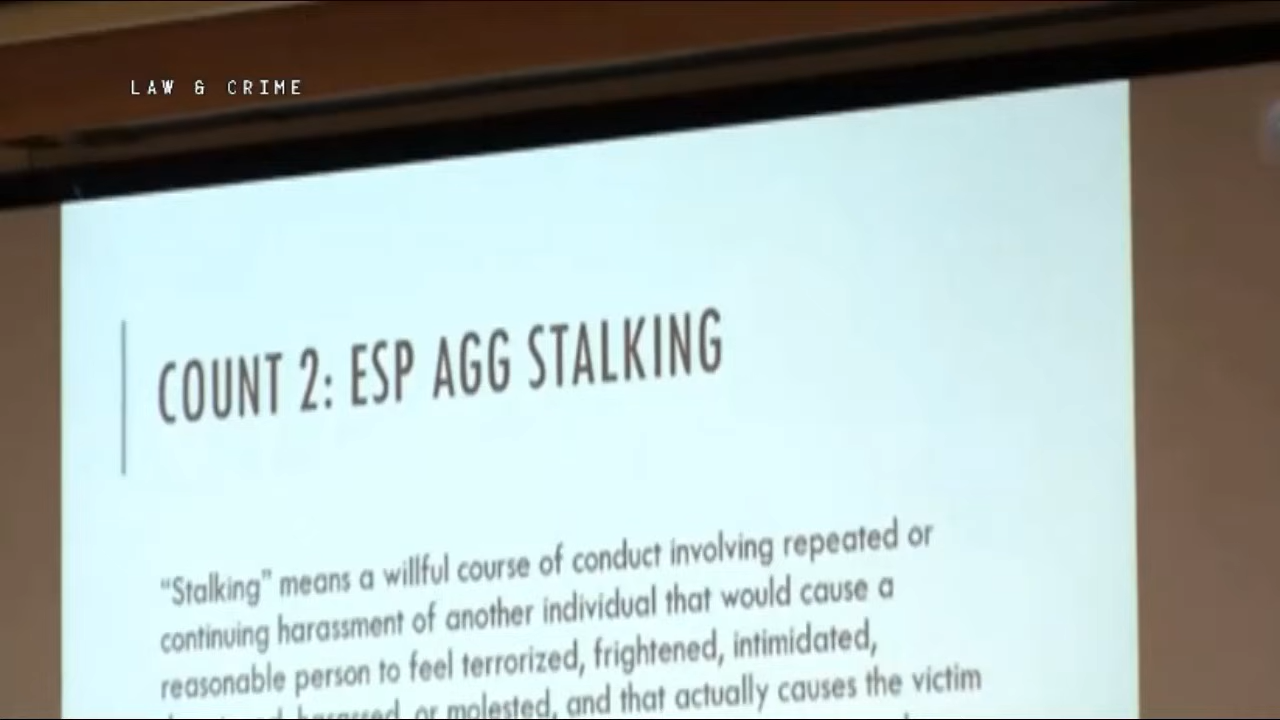 LAW & CRIME
COUNT 2: ESP AGG STALKING
“Stalking” means a willful course of conduct involving repeated or
continuing harassment of another individual that would cause a
reasonable person to feel terrorized, frightened, intimidated,
harassed, or molested, and that actually causes the victim